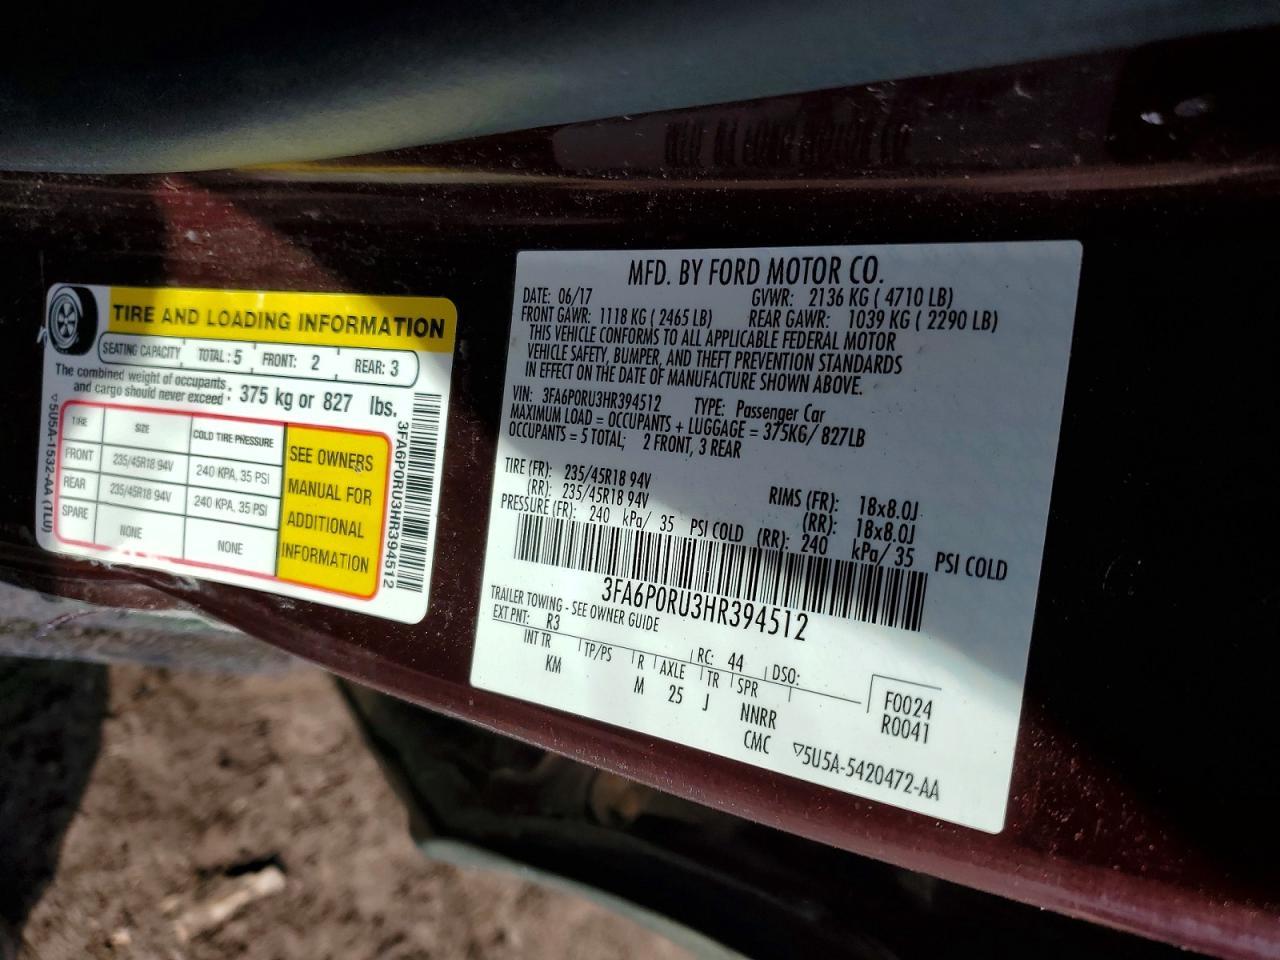 TIRE AND LOADING INFORMATION
SEATING CAPACITY TOTAL: 5 FRONT: 2 REAR: 3
The combined weight of occupants
and cargo should never exceed : 375 kg or 827 lbs.
TIRE SIZE COLD TIRE PRESSURE
FRONT 235/45R18 94V 240 KPA, 35 PSI
REAR 235/45R18 94V 240 KPA, 35 PSI
SPARE NONE NONE
SEE OWNERS
MANUAL FOR
ADDITIONAL
INFORMATION
5U5A-1532-AA (TLU)
3FA6P0RU3HR394512
MFD. BY FORD MOTOR CO.
DATE: 06/17 GVWR: 2136 KG ( 4710 LB)
FRONT GAWR: 1118 KG ( 2465 LB) REAR GAWR: 1039 KG ( 2290 LB)
THIS VEHICLE CONFORMS TO ALL APPLICABLE FEDERAL MOTOR
VEHICLE SAFETY, BUMPER, AND THEFT PREVENTION STANDARDS
IN EFFECT ON THE DATE OF MANUFACTURE SHOWN ABOVE.
VIN: 3FA6P0RU3HR394512 TYPE: Passenger Car
MAXIMUM LOAD = OCCUPANTS + LUGGAGE = 375KG/ 827LB
OCCUPANTS = 5 TOTAL; 2 FRONT, 3 REAR
TIRE (FR): 235/45R18 94V RIMS (FR): 18x8.0J
(RR): 235/45R18 94V (RR): 18x8.0J
PRESSURE (FR): 240 kPa/ 35 PSI COLD (RR): 240 kPa/ 35 PSI COLD
3FA6P0RU3HR394512
TRAILER TOWING - SEE OWNER GUIDE
EXT PNT: R3 RC: 44 DSO:
INT TR TP/PS R AXLE TR SPR
KM M 25 J NNRR
CMC
F0024
R0041
5U5A-5420472-AA